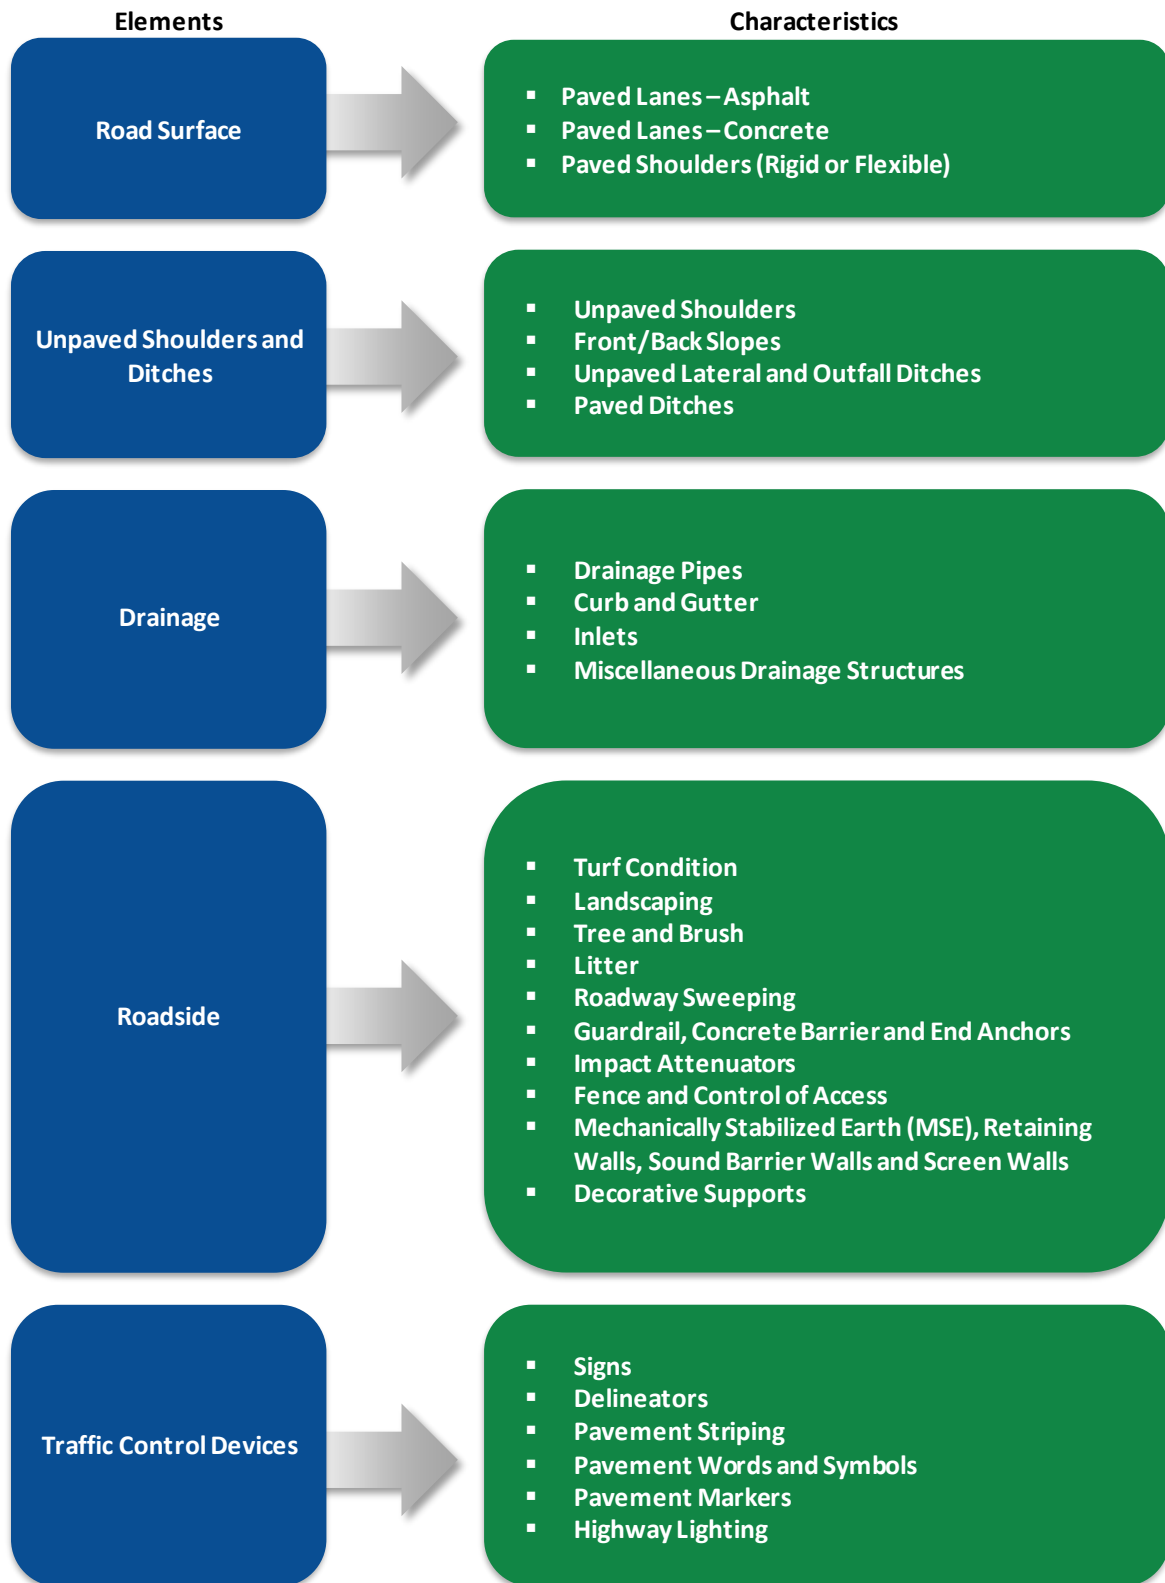 Elements
Characteristics
Road Surface
▪ Paved Lanes – Asphalt
▪ Paved Lanes – Concrete
▪ Paved Shoulders (Rigid or Flexible)
Unpaved Shoulders and
Ditches
▪ Unpaved Shoulders
▪ Front/Back Slopes
▪ Unpaved Lateral and Outfall Ditches
▪ Paved Ditches
Drainage
▪ Drainage Pipes
▪ Curb and Gutter
▪ Inlets
▪ Miscellaneous Drainage Structures
Roadside
▪ Turf Condition
▪ Landscaping
▪ Tree and Brush
▪ Litter
▪ Roadway Sweeping
▪ Guardrail, Concrete Barrier and End Anchors
▪ Impact Attenuators
▪ Fence and Control of Access
▪ Mechanically Stabilized Earth (MSE), Retaining
Walls, Sound Barrier Walls and Screen Walls
▪ Decorative Supports
Traffic Control Devices
▪ Signs
▪ Delineators
▪ Pavement Striping
▪ Pavement Words and Symbols
▪ Pavement Markers
▪ Highway Lighting